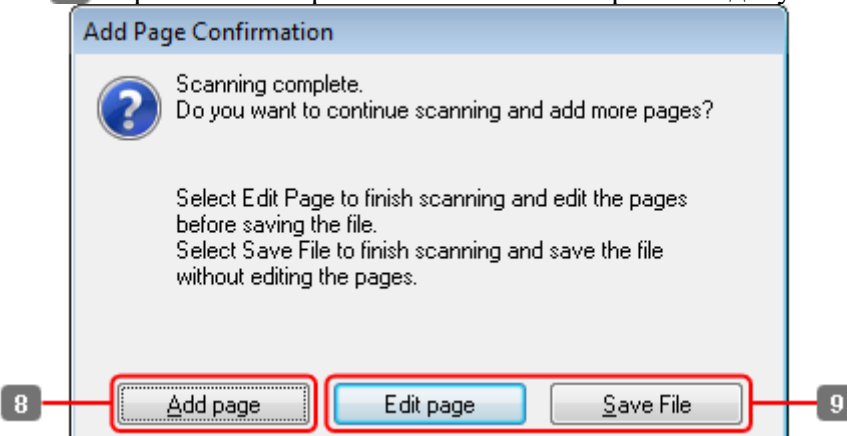 Add Page Confirmation
Scanning complete.
Do you want to continue scanning and add more pages?
Select Edit Page to finish scanning and edit the pages
before saving the file.
Select Save File to finish scanning and save the file
without editing the pages.
8 Add page Edit page Save File 9